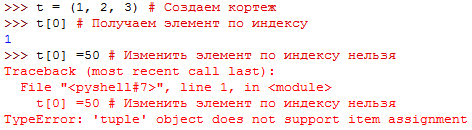 >>> t = (1, 2, 3) # Создаем кортеж
>>> t[0] # Получаем элемент по индексу
1
>>> t[0] =50 # Изменить элемент по индексу нельзя
Traceback (most recent call last):
  File "<pyshell#7>", line 1, in <module>
    t[0] =50 # Изменить элемент по индексу нельзя
TypeError: 'tuple' object does not support item assignment